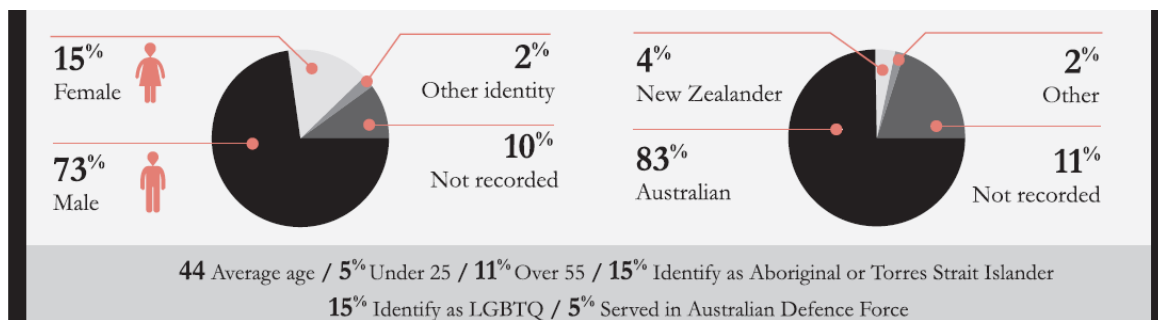 15%
Female
73%
Male
2%
Other identity
10%
Not recorded
4%
New Zealander
83%
Australian
2%
Other
11%
Not recorded
44 Average age / 5% Under 25 / 11% Over 55 / 15% Identify as Aboriginal or Torres Strait Islander
15% Identify as LGBTQ / 5% Served in Australian Defence Force